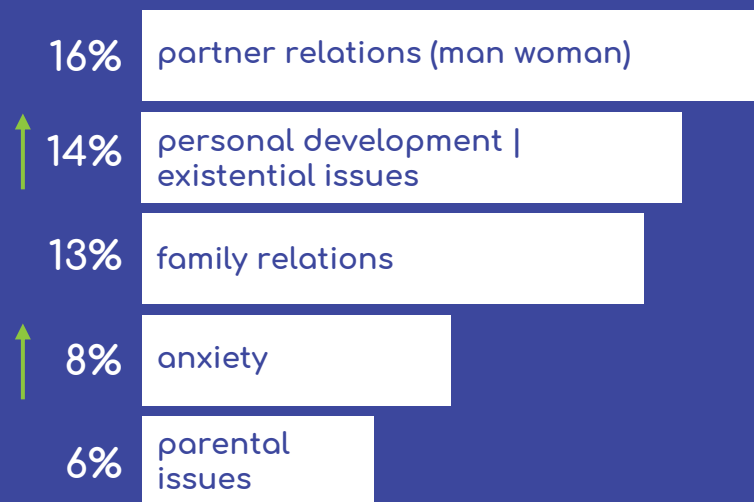 16% partner relations (man woman)
14% personal development |
existential issues
13% family relations
8% anxiety
6% parental
issues